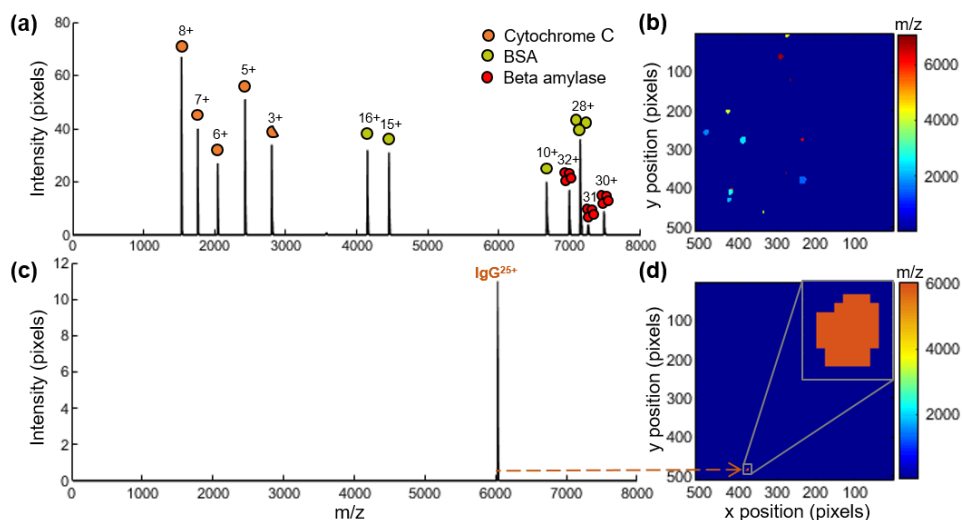 (a)
80
60
40
20
0
Intensity (pixels)
8+
7+
6+
5+
3+
16+
15+
10+
32+
28+
31
30+
Cytochrome C
BSA
Beta amylase
0 1000 2000 3000 4000 5000 6000 7000 8000
(b)
m/z
100
200
300
400
500
y position (pixels)
500 400 300 200 100
6000
4000
2000
(c)
12
10
8
6
4
2
0
Intensity (pixels)
IgG25+
0 1000 2000 3000 4000 5000 6000 7000 8000
m/z
(d)
m/z
100
200
300
400
500
y position (pixels)
500 400 300 200 100
x position (pixels)
6000
4000
2000